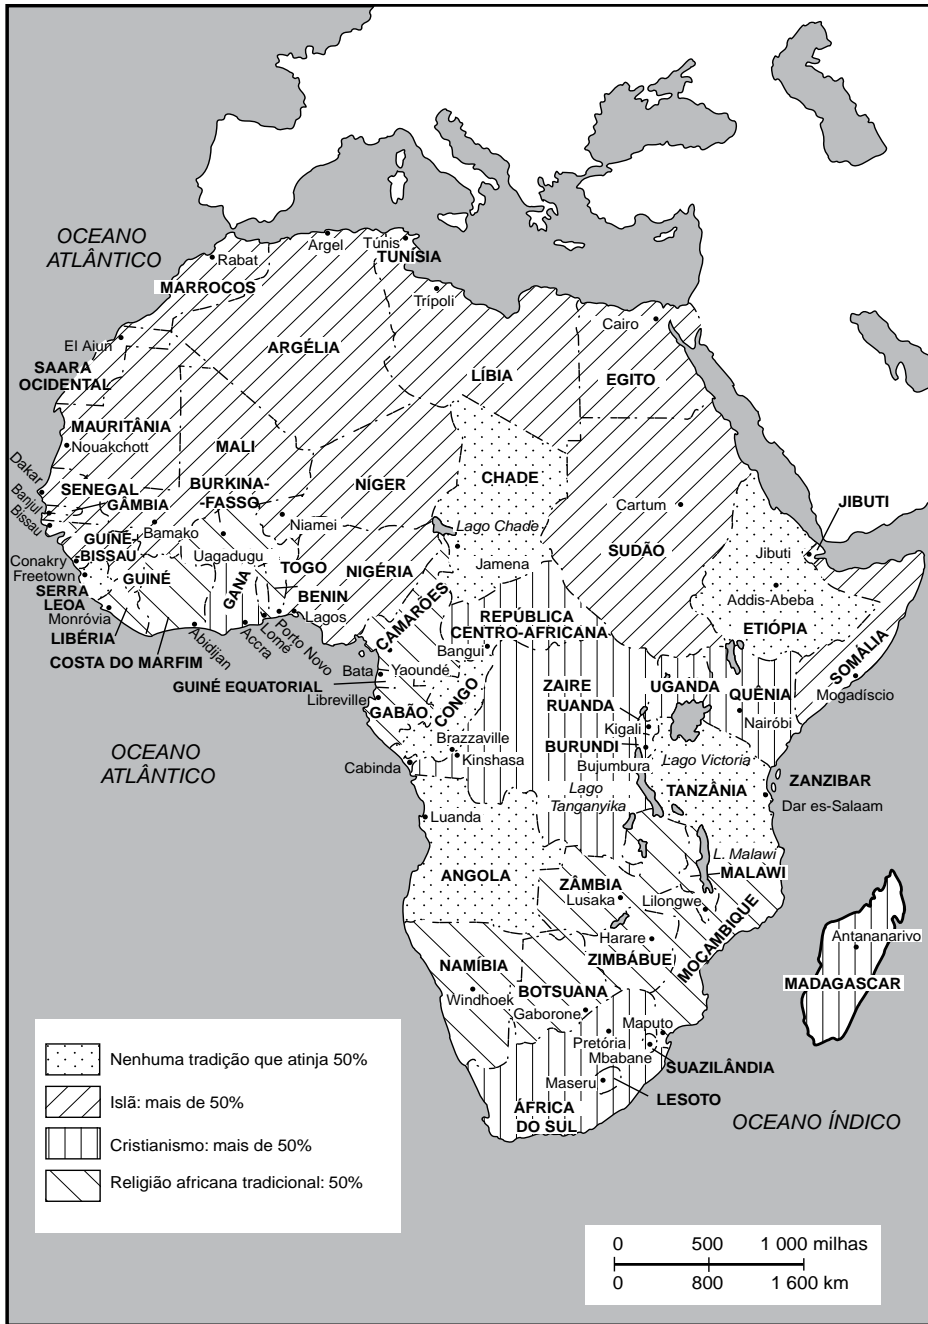 OCEANO
ATLÂNTICO
Rabat
Argel
Túnis
TUNÍSIA
MARROCOS
Trípoli
Cairo
El Aiun
ARGÉLIA
SAARA
OCIDENTAL
LÍBIA
EGITO
MAURITÂNIA
Nouakchott
MALI
CHADE
Dakar
Banjul
Bissau
SENEGAL
GÂMBIA
BURKINA-
-FASSG
NÍGER
Cartum
JIBUTI
Niamei
Lago Chade
GUINÉ-
-BISSAU
Bamako
Uagadugu
SUDÃO
Jibuti
Conakry
Freetown
GUINÉ
GANA
TOGO
NIGÉRIA
Jamena
Addis-Abeba
SERRA
LEOA
BENIN
Lagos
CAMARÕES
REPÚBLICA
CENTRO-AFRICANA
ETIÓPIA
Monróvia
LIBÉRIA
Bangui
SOMÁLIA
COSTA DO MARFIM
Abidijan
Accra
Lomé
Porto Novo
Bata
Yaoundé
GUINÉ EQUATORIAL
CONGO
ZAIRE
UGANDA
QUÊNIA
Mogadíscio
Libreville
GABÃO
RUANDA
Kigali
Nairóbi
Brazzaville
BURUNDI
OCEANO
ATLÂNTICO
Cabinda
Kinshasa
Bujumbura
Lago Victoria
ZANZIBAR
Lago
Tanganyika
TANZÂNIA
Dar es-Salaam
Luanda
L. Malawi
ANGOLA
ZÂMBIA
MALAWI
Lusaka
Lilongwe
MOÇAMBIQUE
Antananarivo
Harare
NAMÍBIA
ZIMBÁBUE
MADAGASCAR
BOTSUANA
Windhoek
Gaborone
Maputo
Pretória
Mbabane
SUAZILÂNDIA
Maseru
LESOTO
ÁFRICA
DO SUL
OCEANO ÍNDICO
Nenhuma tradição que atinja 50%
Islã: mais de 50%
Cristianismo: mais de 50%
Religião africana tradicional: 50%
0 500 1 000 milhas
0 800 1 600 km